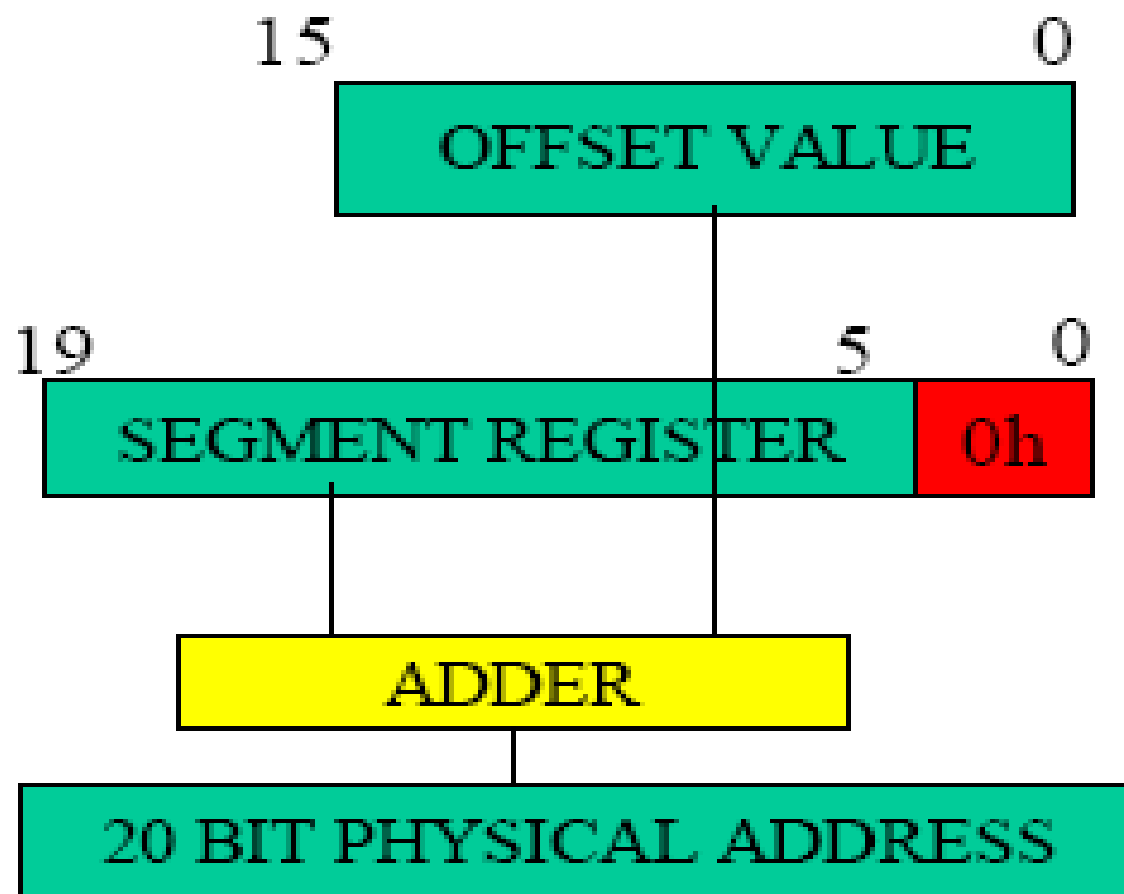 15 0
OFFSET VALUE
19 5 0
SEGMENT REGISTER 0h
ADDER
20 BIT PHYSICAL ADDRESS